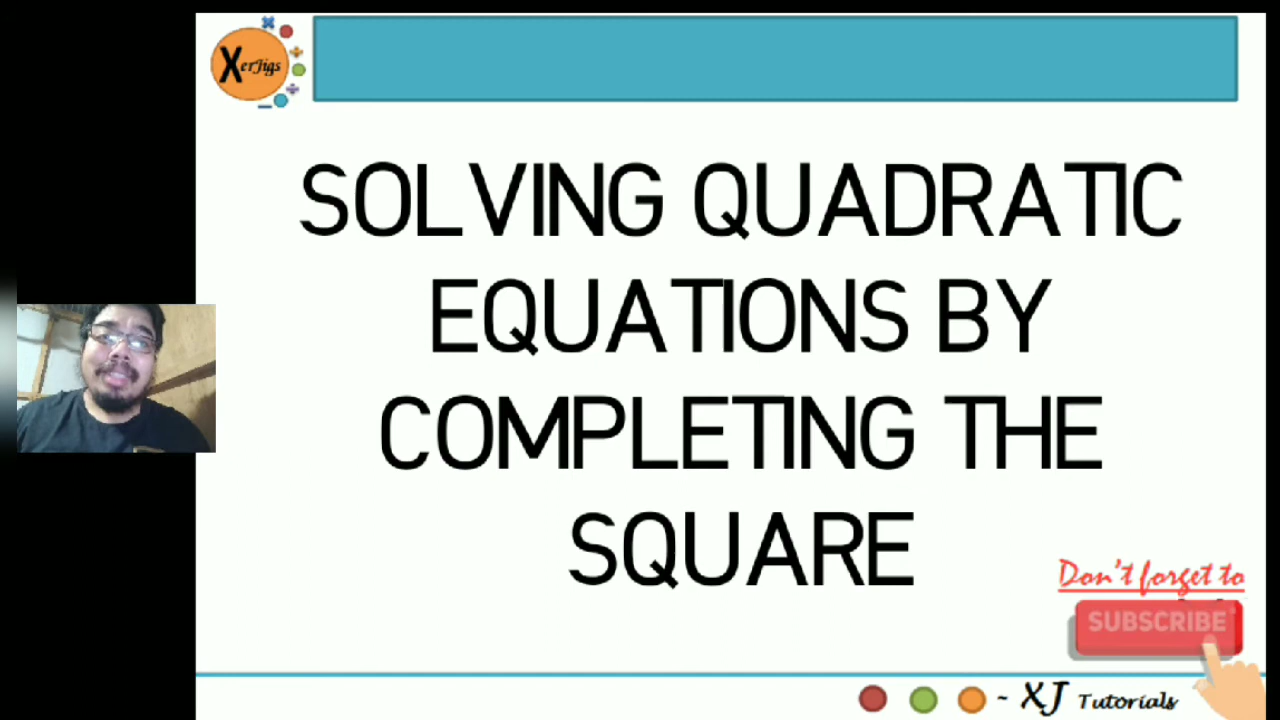 XerJigs
SOLVING QUADRATIC
EQUATIONS BY
COMPLETING THE
SQUARE
Don't forget to
SUBSCRIBE
~ XJ Tutorials